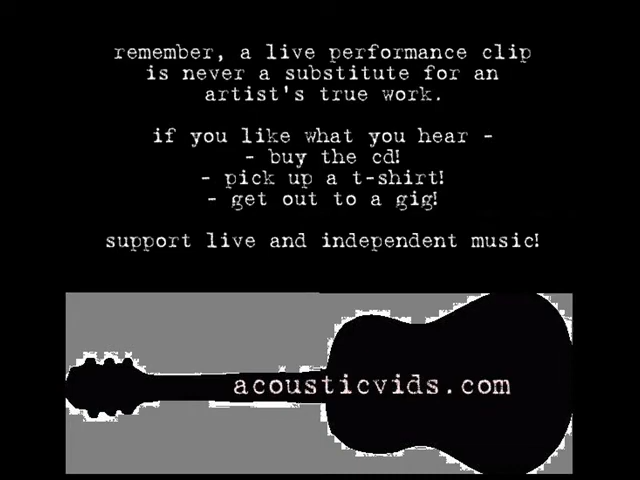 remember, a live performance clip
is never a substitute for an
artist's true work.
if you like what you hear -
- buy the cd!
- pick up a t-shirt!
- get out to a gig!
support live and independent music!
acousticvids.com